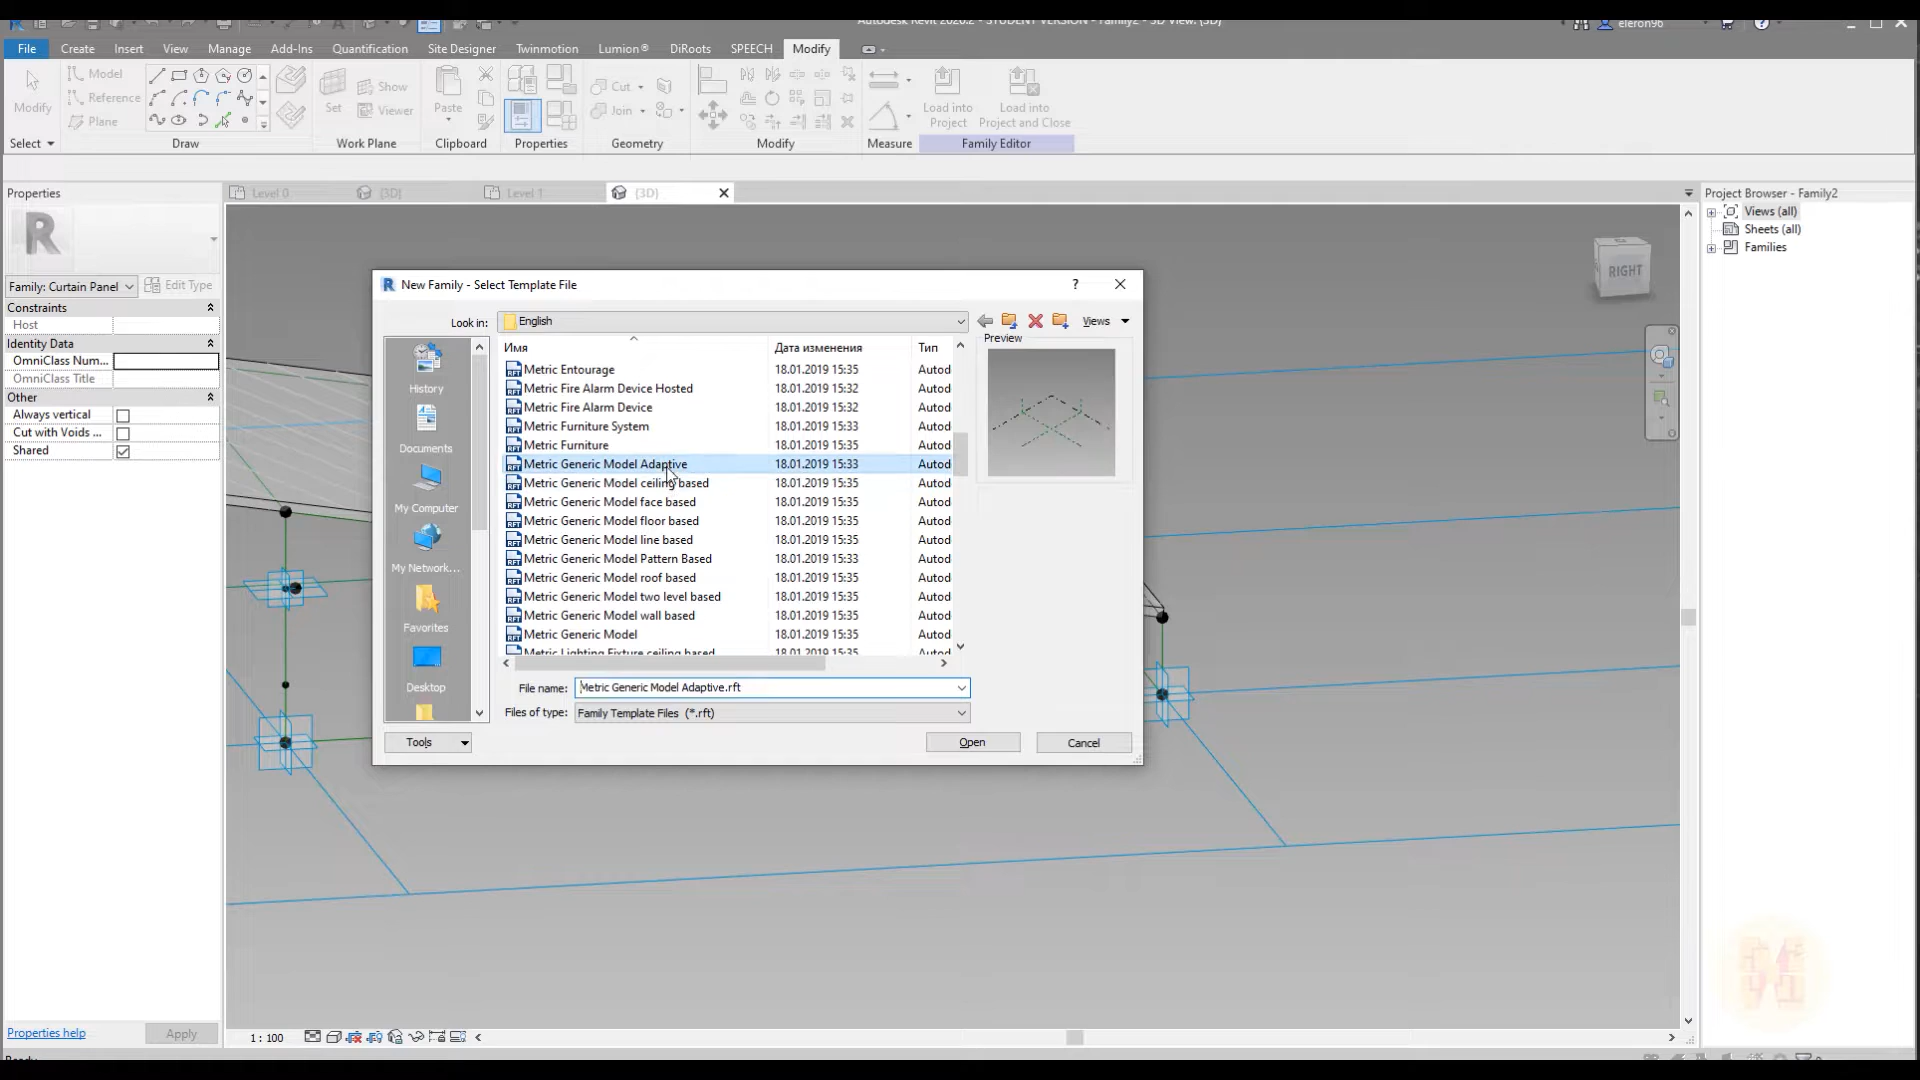 Autodesk Revit 2020.2 - STUDENT VERSION - Family2 - 3D View: {3D}
eleron96
File Create Insert View Manage Add-Ins Quantification Site Designer Twinmotion Lumion® DiRoots SPEECH Modify
Modify Model Reference Plane Set Show Viewer Paste Cut Join Load into Project Load into Project and Close
Select Draw Work Plane Clipboard Properties Geometry Modify Measure Family Editor
Properties
Level 0 {3D} Level 1 {3D}
Project Browser - Family2
Views (all)
Sheets (all)
Families
R
Family: Curtain Panel Edit Type
Constraints
Host
Identity Data
OmniClass Num...
OmniClass Title
Other
Always vertical
Cut with Voids ...
Shared
RIGHT
R New Family - Select Template File ?
Look in: English Views
Имя Дата изменения Тип
Preview
Metric Entourage 18.01.2019 15:35 Autod
Metric Fire Alarm Device Hosted 18.01.2019 15:32 Autod
Metric Fire Alarm Device 18.01.2019 15:32 Autod
Metric Furniture System 18.01.2019 15:33 Autod
Metric Furniture 18.01.2019 15:35 Autod
Metric Generic Model Adaptive 18.01.2019 15:33 Autod
Metric Generic Model ceiling based 18.01.2019 15:35 Autod
Metric Generic Model face based 18.01.2019 15:35 Autod
Metric Generic Model floor based 18.01.2019 15:35 Autod
Metric Generic Model line based 18.01.2019 15:35 Autod
Metric Generic Model Pattern Based 18.01.2019 15:33 Autod
Metric Generic Model roof based 18.01.2019 15:35 Autod
Metric Generic Model two level based 18.01.2019 15:35 Autod
Metric Generic Model wall based 18.01.2019 15:35 Autod
Metric Generic Model 18.01.2019 15:35 Autod
Metric Lighting Fixture ceiling based 18.01.2019 15:35 Autod
History
Documents
My Computer
My Network...
Favorites
Desktop
File name: Metric Generic Model Adaptive.rft
Files of type: Family Template Files (*.rft)
Tools Open Cancel
Properties help Apply
1 : 100
Ready